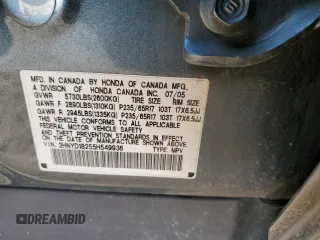 MFD. IN CANADA BY HONDA OF CANADA MFG.
A DIVISION OF HONDA CANADA INC. 07/05
GVWR 5730LBS(2600KG) TIRE SIZE RIM SIZE
GAWR F 2890LBS(1310KG) P235/65R17 103T 17X6.5JJ
GAWR R 2945LBS(1335KG) P235/65R17 103T 17X6.5JJ
THIS VEHICLE CONFORMS TO ALL APPLICABLE
FEDERAL MOTOR VEHICLE SAFETY AND
THEFT PREVENTION STANDARDS IN EFFECT ON
THE DATE OF MANUFACTURE SHOWN ABOVE.
V.I.N.: 2HNYD18255H549936
TYPE: MPV
DREAMBID